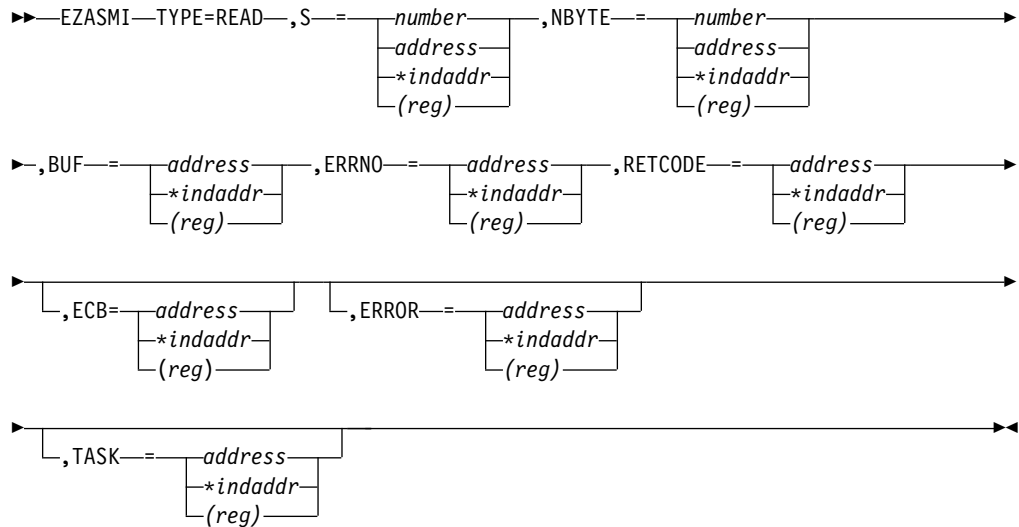 EZASMI TYPE=READ ,S = number ,NBYTE = number
address address
*indaddr *indaddr
(reg) (reg)
,BUF = address ,ERRNO = address ,RETCODE = address
*indaddr *indaddr *indaddr
(reg) (reg) (reg)
,ECB= address ,ERROR = address
*indaddr *indaddr
(reg) (reg)
,TASK = address
*indaddr
(reg)